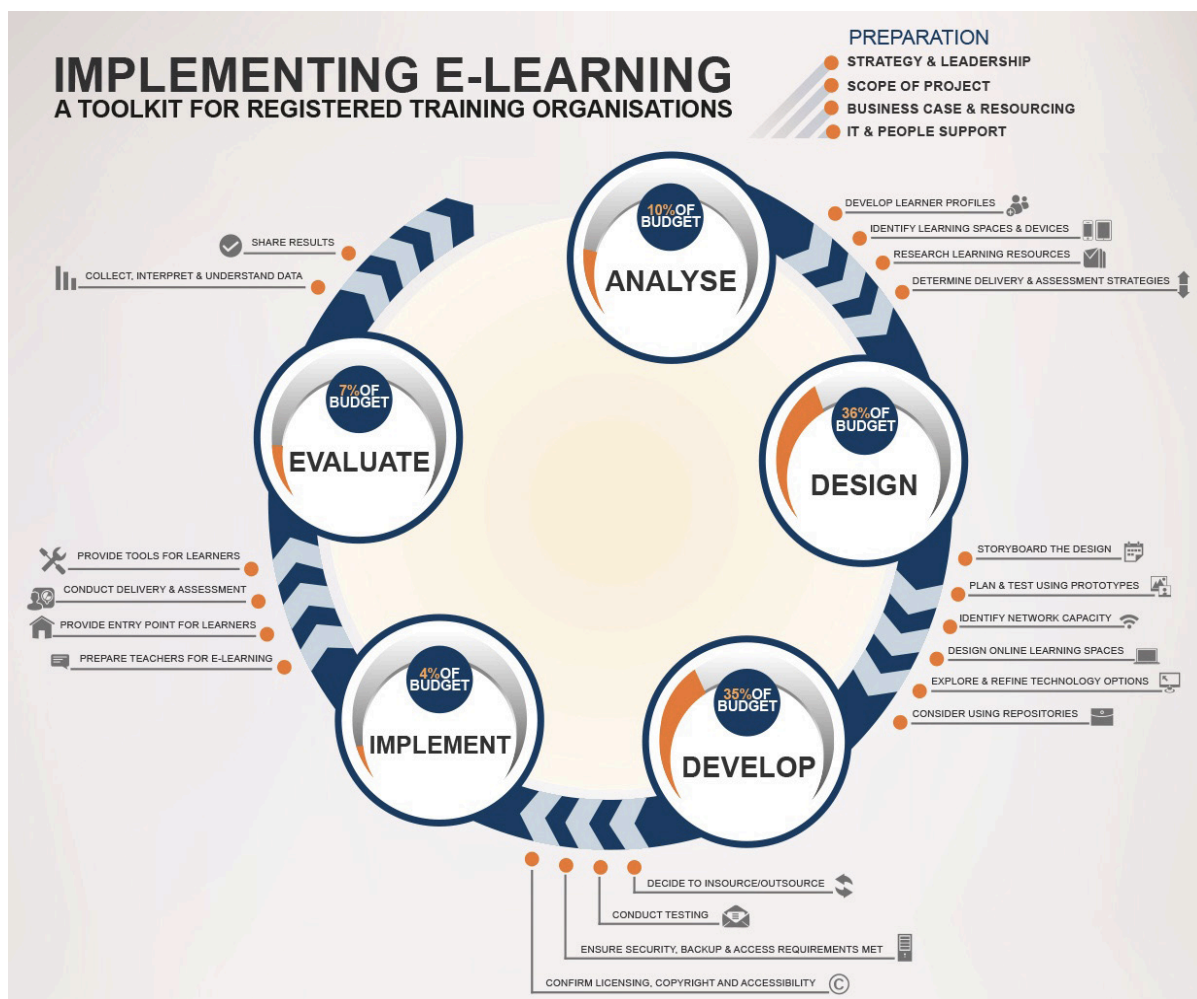 IMPLEMENTING E-LEARNING
A TOOLKIT FOR REGISTERED TRAINING ORGANISATIONS
PREPARATION
STRATEGY & LEADERSHIP
SCOPE OF PROJECT
BUSINESS CASE & RESOURCING
IT & PEOPLE SUPPORT
10% OF
BUDGET
ANALYSE
DEVELOP LEARNER PROFILES
IDENTIFY LEARNING SPACES & DEVICES
RESEARCH LEARNING RESOURCES
DETERMINE DELIVERY & ASSESSMENT STRATEGIES
36% OF
BUDGET
DESIGN
STORYBOARD THE DESIGN
PLAN & TEST USING PROTOTYPES
IDENTIFY NETWORK CAPACITY
DESIGN ONLINE LEARNING SPACES
EXPLORE & REFINE TECHNOLOGY OPTIONS
CONSIDER USING REPOSITORIES
35% OF
BUDGET
DEVELOP
DECIDE TO INSOURCE/OUTSOURCE
CONDUCT TESTING
ENSURE SECURITY, BACKUP & ACCESS REQUIREMENTS MET
CONFIRM LICENSING, COPYRIGHT AND ACCESSIBILITY ©
4% OF
BUDGET
IMPLEMENT
PROVIDE TOOLS FOR LEARNERS
CONDUCT DELIVERY & ASSESSMENT
PROVIDE ENTRY POINT FOR LEARNERS
PREPARE TEACHERS FOR E-LEARNING
7% OF
BUDGET
EVALUATE
SHARE RESULTS
COLLECT, INTERPRET & UNDERSTAND DATA